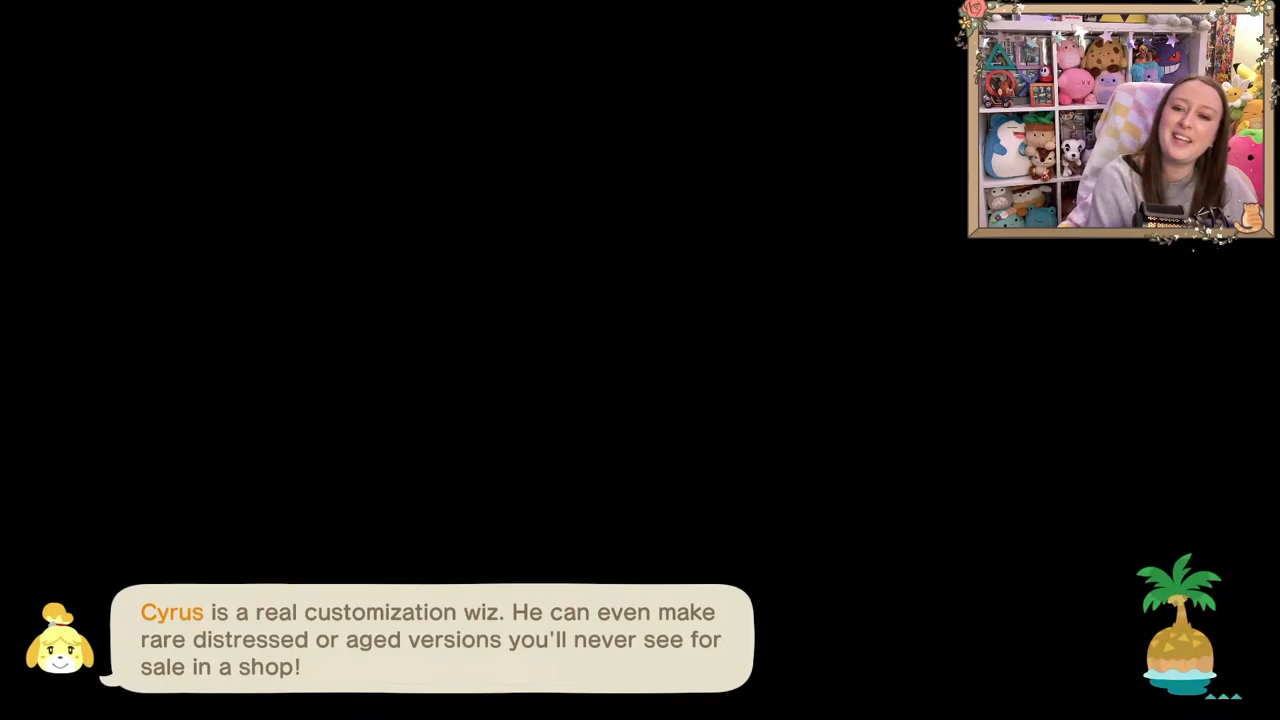 Cyrus is a real customization wiz. He can even make
rare distressed or aged versions you'll never see for
sale in a shop!